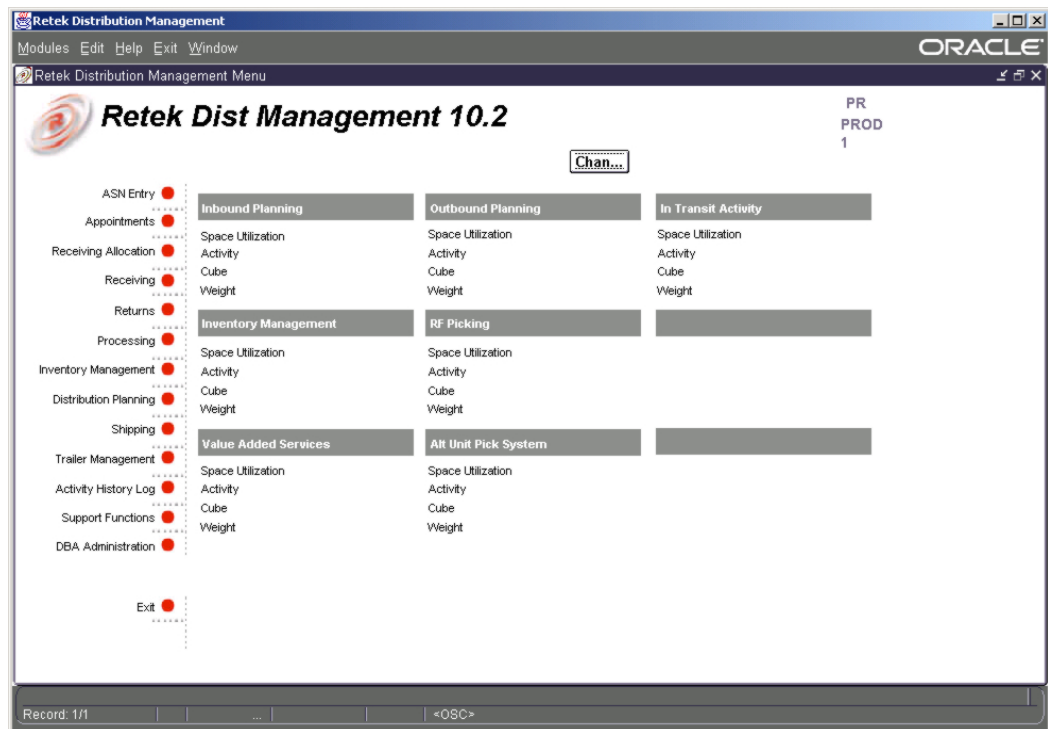 Retek Distribution Management
Modules Edit Help Exit Window
ORACLE
Retek Distribution Management Menu
Retek Dist Management 10.2
PR
PROD
1
Chan...
ASN Entry
Appointments
Receiving Allocation
Receiving
Returns
Processing
Inventory Management
Distribution Planning
Shipping
Trailer Management
Activity History Log
Support Functions
DBA Administration
Exit
Inbound Planning
Space Utilization
Activity
Cube
Weight
Outbound Planning
Space Utilization
Activity
Cube
Weight
In Transit Activity
Space Utilization
Activity
Cube
Weight
Inventory Management
Space Utilization
Activity
Cube
Weight
RF Picking
Space Utilization
Activity
Cube
Weight
Value Added Services
Space Utilization
Activity
Cube
Weight
Alt Unit Pick System
Space Utilization
Activity
Cube
Weight
Record: 1/1 ... <OSC>